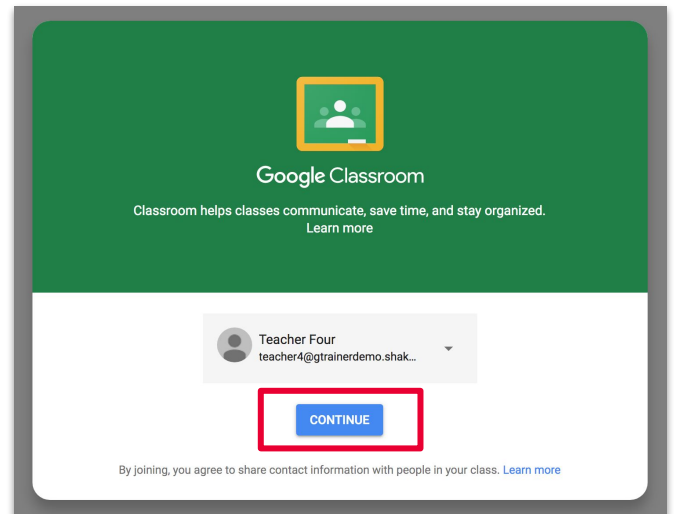 Google Classroom
Classroom helps classes communicate, save time, and stay organized.
Learn more
Teacher Four
teacher4@gtrainerdemo.shak...
CONTINUE
By joining, you agree to share contact information with people in your class. Learn more